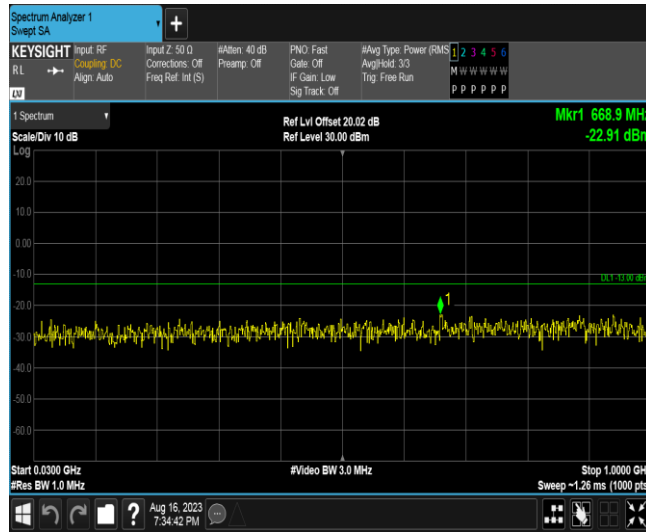 Spectrum Analyzer 1
Swept SA
+
KEYSIGHT
RL
LXI
Input: RF
Coupling: DC
Align: Auto
Input Z: 50 Ω
Corrections: Off
Freq Ref: Int (S)
#Atten: 40 dB
Preamp: Off
PNO: Fast
Gate: Off
IF Gain: Low
Sig Track: Off
#Avg Type: Power (RMS
Avg|Hold: 3/3
Trig: Free Run
1 2 3 4 5 6
M W W W W W
P P P P P P
1 Spectrum
Scale/Div 10 dB
Ref Lvl Offset 20.02 dB
Ref Level 30.00 dBm
Mkr1 668.9 MHz
-22.91 dBm
Log
20.0
10.0
0.00
-10.0
DL1 -13.00 dBm
1
-20.0
-30.0
-40.0
-50.0
-60.0
Start 0.0300 GHz
#Res BW 1.0 MHz
#Video BW 3.0 MHz
Stop 1.0000 GH
Sweep ~1.26 ms (1000 pts
?
Aug 16, 2023
7:34:42 PM